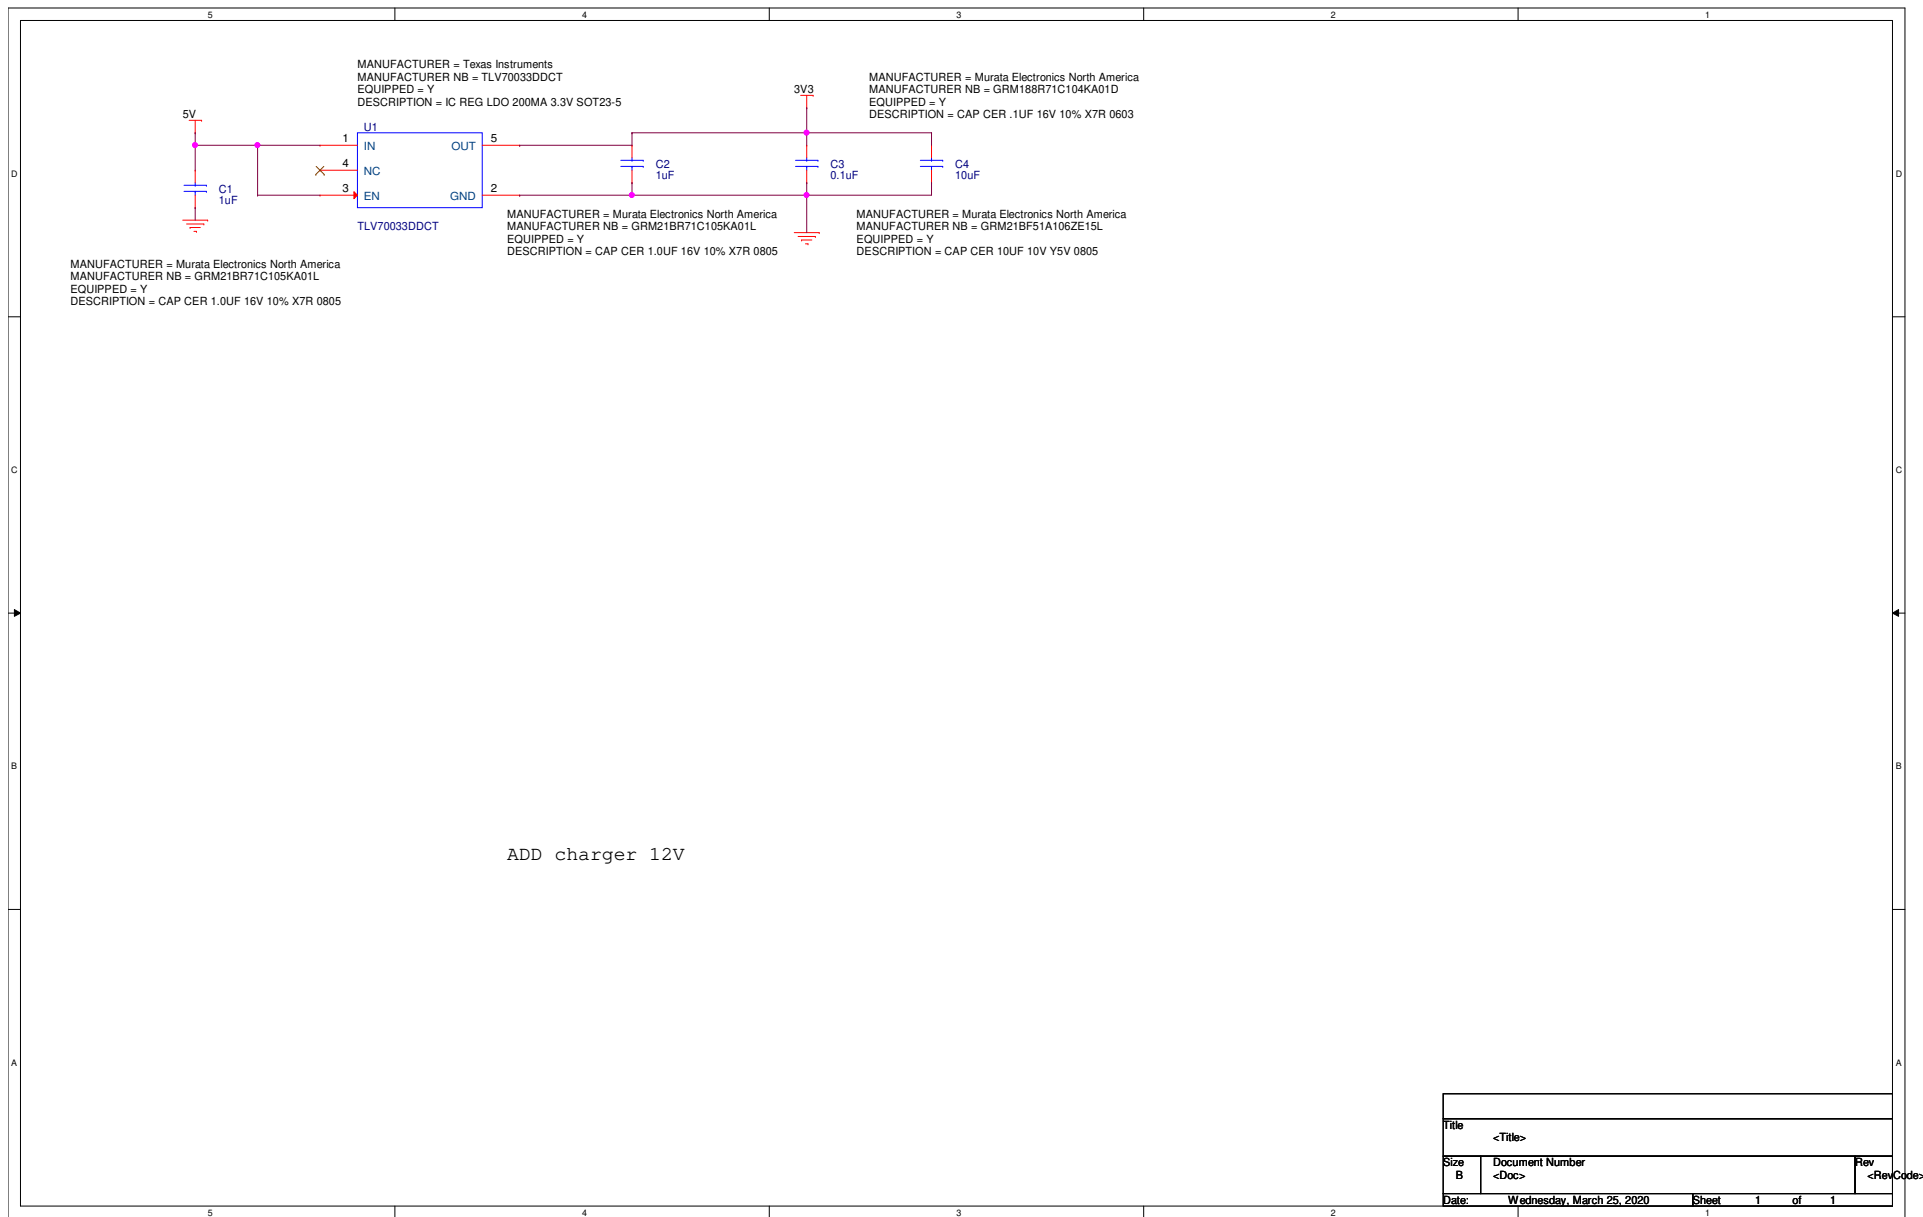 5
4
3
2
1
MANUFACTURER = Texas Instruments
MANUFACTURER NB = TLV70033DDCT
EQUIPPED = Y
DESCRIPTION = IC REG LDO 200MA 3.3V SOT23-5
MANUFACTURER = Murata Electronics North America
MANUFACTURER NB = GRM188R71C104KA01D
EQUIPPED = Y
DESCRIPTION = CAP CER .1UF 16V 10% X7R 0603
5V
3V3
U1
1
IN
OUT
5
4
NC
3
EN
GND
2
TLV70033DDCT
C1
1uF
C2
1uF
C3
0.1uF
C4
10uF
D
D
MANUFACTURER = Murata Electronics North America
MANUFACTURER NB = GRM21BR71C105KA01L
EQUIPPED = Y
DESCRIPTION = CAP CER 1.0UF 16V 10% X7R 0805
MANUFACTURER = Murata Electronics North America
MANUFACTURER NB = GRM21BF51A106ZE15L
EQUIPPED = Y
DESCRIPTION = CAP CER 10UF 10V Y5V 0805
MANUFACTURER = Murata Electronics North America
MANUFACTURER NB = GRM21BR71C105KA01L
EQUIPPED = Y
DESCRIPTION = CAP CER 1.0UF 16V 10% X7R 0805
C
C
B
B
ADD charger 12V
A
A
Title
<Title>
Size
Document Number
Rev
B
<Doc>
<RevCode>
Date:
Wednesday, March 25, 2020
Sheet
1
of
1
5
4
3
2
1